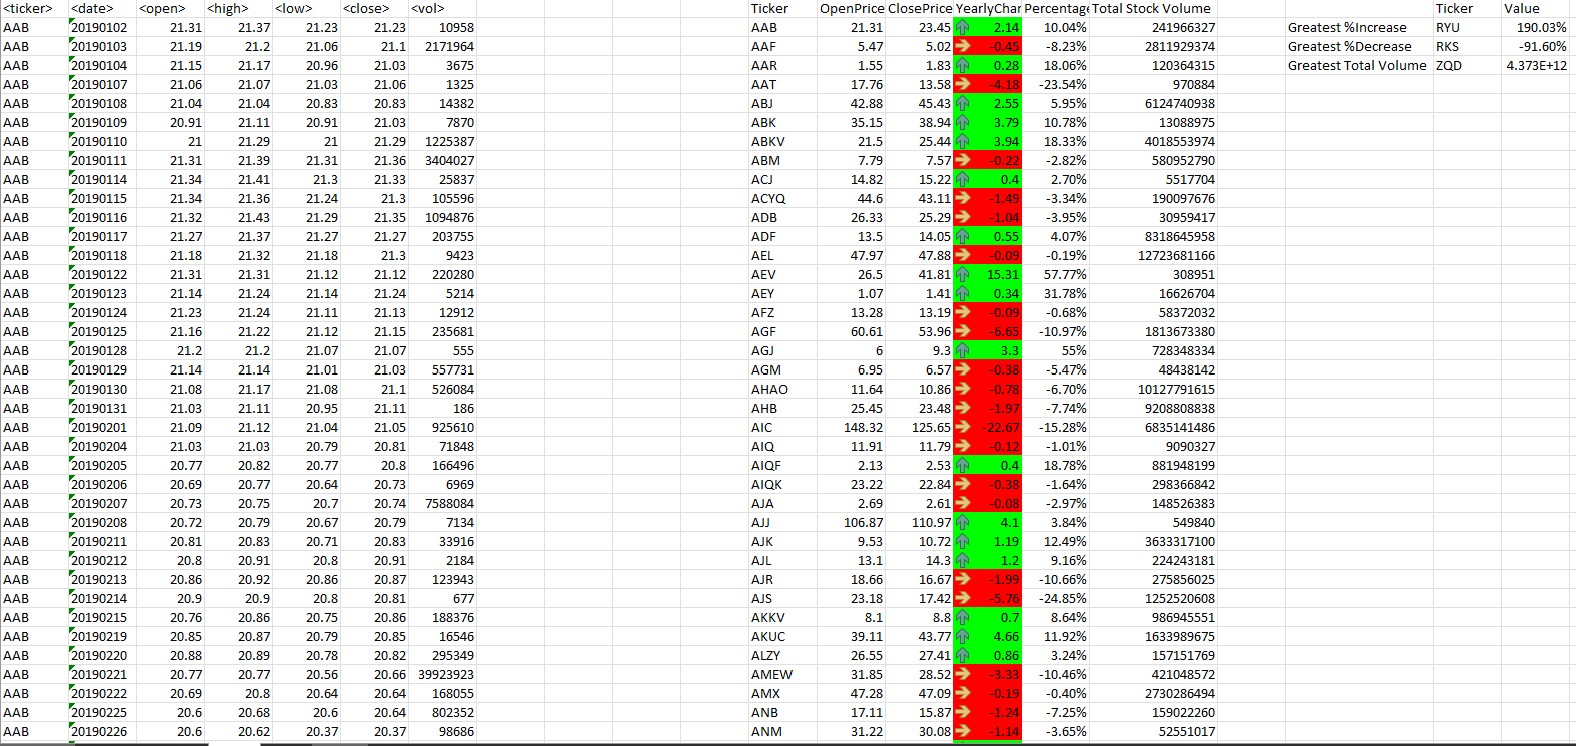 <ticker> <date> <open> <high> <low> <close> <vol> Ticker OpenPrice ClosePrice YearlyChar Percentage Total Stock Volume Ticker Value
AAB 20190102 21.31 21.37 21.23 21.23 10958 AAB 21.31 23.45 2.14 10.04% 241966327 Greatest %Increase RYU 190.03%
AAB 20190103 21.19 21.2 21.06 21.1 2171964 AAF 5.47 5.02 -0.45 -8.23% 2811929374 Greatest %Decrease RKS -91.60%
AAB 20190104 21.15 21.17 20.96 21.03 3675 AAR 1.55 1.83 0.28 18.06% 120364315 Greatest Total Volume ZQD 4.373E+12
AAB 20190107 21.06 21.07 21.03 21.06 1325 AAT 17.76 13.58 -4.18 -23.54% 970884
AAB 20190108 21.04 21.04 20.83 20.83 14382 ABJ 42.88 45.43 2.55 5.95% 6124740938
AAB 20190109 20.91 21.11 20.91 21.03 7870 ABK 35.15 38.94 3.79 10.78% 13088975
AAB 20190110 21 21.29 21 21.29 1225387 ABKV 21.5 25.44 3.94 18.33% 4018553974
AAB 20190111 21.31 21.39 21.31 21.36 3404027 ABM 7.79 7.57 -0.22 -2.82% 580952790
AAB 20190114 21.34 21.41 21.3 21.33 25837 ACJ 14.82 15.22 0.4 2.70% 5517704
AAB 20190115 21.34 21.36 21.24 21.3 105596 ACYQ 44.6 43.11 -1.49 -3.34% 190097676
AAB 20190116 21.32 21.43 21.29 21.35 1094876 ADB 26.33 25.29 -1.04 -3.95% 30959417
AAB 20190117 21.27 21.37 21.27 21.27 203755 ADF 13.5 14.05 0.55 4.07% 8318645958
AAB 20190118 21.18 21.32 21.18 21.3 9423 AEL 47.97 47.88 -0.09 -0.19% 12723681166
AAB 20190122 21.31 21.31 21.12 21.12 220280 AEV 26.5 41.81 15.31 57.77% 308951
AAB 20190123 21.14 21.24 21.14 21.24 5214 AEY 1.07 1.41 0.34 31.78% 16626704
AAB 20190124 21.23 21.24 21.11 21.13 12912 AFZ 13.28 13.19 -0.09 -0.68% 58372032
AAB 20190125 21.16 21.22 21.12 21.15 235681 AGF 60.61 53.96 -6.65 -10.97% 1813673380
AAB 20190128 21.2 21.2 21.07 21.07 555 AGJ 6 9.3 3.3 55% 728348334
AAB 20190129 21.14 21.14 21.01 21.03 557731 AGM 6.95 6.57 -0.38 -5.47% 48438142
AAB 20190130 21.08 21.17 21.08 21.1 526084 AHAO 11.64 10.86 -0.78 -6.70% 10127791615
AAB 20190131 21.03 21.11 20.95 21.11 186 AHB 25.45 23.48 -1.97 -7.74% 9208808838
AAB 20190201 21.09 21.12 21.04 21.05 925610 AIC 148.32 125.65 -22.67 -15.28% 6835141486
AAB 20190204 21.03 21.03 20.79 20.81 71848 AIQ 11.91 11.79 -0.12 -1.01% 9090327
AAB 20190205 20.77 20.82 20.77 20.8 166496 AIQF 2.13 2.53 0.4 18.78% 881948199
AAB 20190206 20.69 20.77 20.64 20.73 6969 AIQK 23.22 22.84 -0.38 -1.64% 298366842
AAB 20190207 20.73 20.75 20.7 20.74 7588084 AJA 2.69 2.61 -0.08 -2.97% 148526383
AAB 20190208 20.72 20.79 20.67 20.79 7134 AJJ 106.87 110.97 4.1 3.84% 549840
AAB 20190211 20.81 20.83 20.71 20.83 33916 AJK 9.53 10.72 1.19 12.49% 3633317100
AAB 20190212 20.8 20.91 20.8 20.91 2184 AJL 13.1 14.3 1.2 9.16% 224243181
AAB 20190213 20.86 20.92 20.86 20.87 123943 AJR 18.66 16.67 -1.99 -10.66% 275856025
AAB 20190214 20.9 20.9 20.8 20.81 677 AJS 23.18 17.42 -5.76 -24.85% 1252520608
AAB 20190215 20.76 20.86 20.75 20.86 188376 AKKV 8.1 8.8 0.7 8.64% 986945551
AAB 20190219 20.85 20.87 20.79 20.85 16546 AKUC 39.11 43.77 4.66 11.92% 1633989675
AAB 20190220 20.88 20.89 20.78 20.82 295349 ALZY 26.55 27.41 0.86 3.24% 157151769
AAB 20190221 20.77 20.77 20.56 20.66 39923923 AMEW 31.85 28.52 -3.33 -10.46% 421048572
AAB 20190222 20.69 20.8 20.64 20.64 168055 AMX 47.28 47.09 -0.19 -0.40% 2730286494
AAB 20190225 20.6 20.68 20.6 20.64 802352 ANB 17.11 15.87 -1.24 -7.25% 159022260
AAB 20190226 20.6 20.62 20.37 20.37 98686 ANM 31.22 30.08 -1.14 -3.65% 52551017